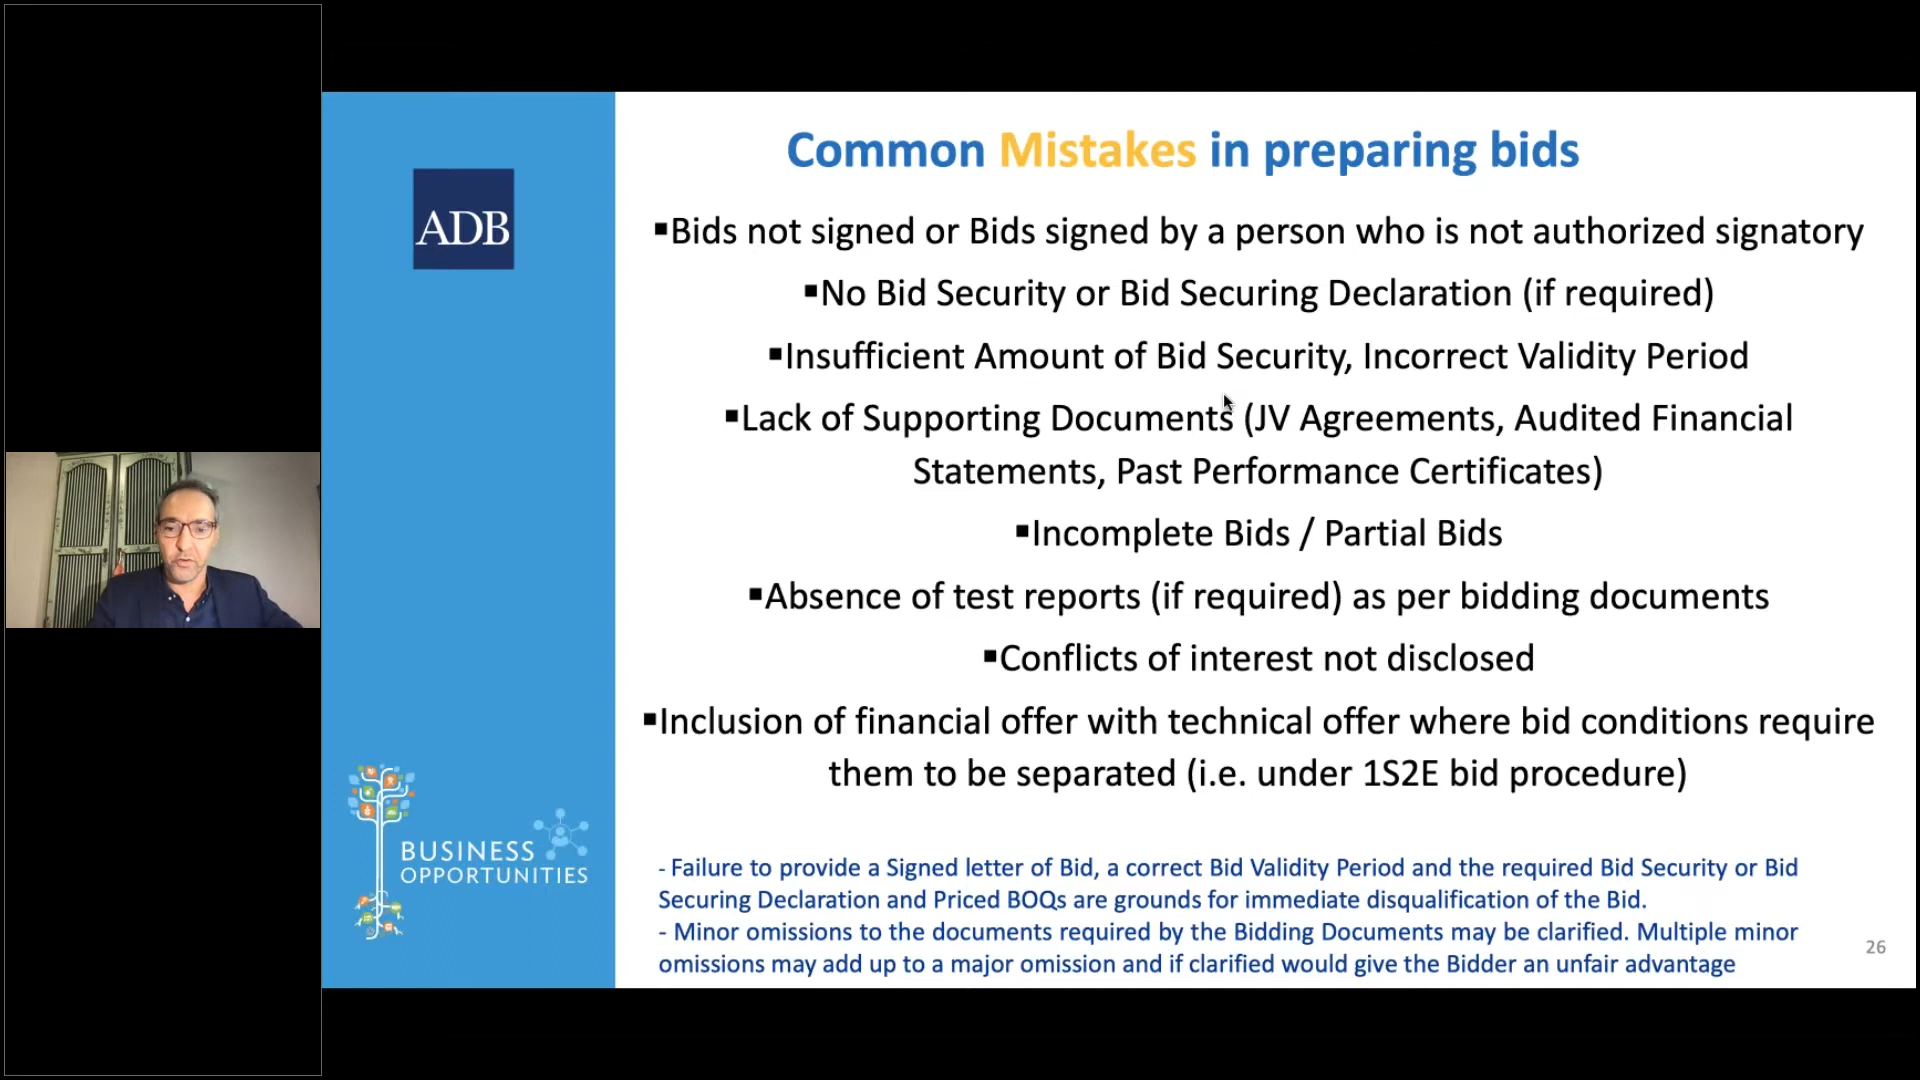 ADB
BUSINESS
OPPORTUNITIES
Common Mistakes in preparing bids
▪Bids not signed or Bids signed by a person who is not authorized signatory
▪No Bid Security or Bid Securing Declaration (if required)
▪Insufficient Amount of Bid Security, Incorrect Validity Period
▪Lack of Supporting Documents (JV Agreements, Audited Financial
Statements, Past Performance Certificates)
▪Incomplete Bids / Partial Bids
▪Absence of test reports (if required) as per bidding documents
▪Conflicts of interest not disclosed
▪Inclusion of financial offer with technical offer where bid conditions require
them to be separated (i.e. under 1S2E bid procedure)
- Failure to provide a Signed letter of Bid, a correct Bid Validity Period and the required Bid Security or Bid
Securing Declaration and Priced BOQs are grounds for immediate disqualification of the Bid.
- Minor omissions to the documents required by the Bidding Documents may be clarified. Multiple minor
omissions may add up to a major omission and if clarified would give the Bidder an unfair advantage
26